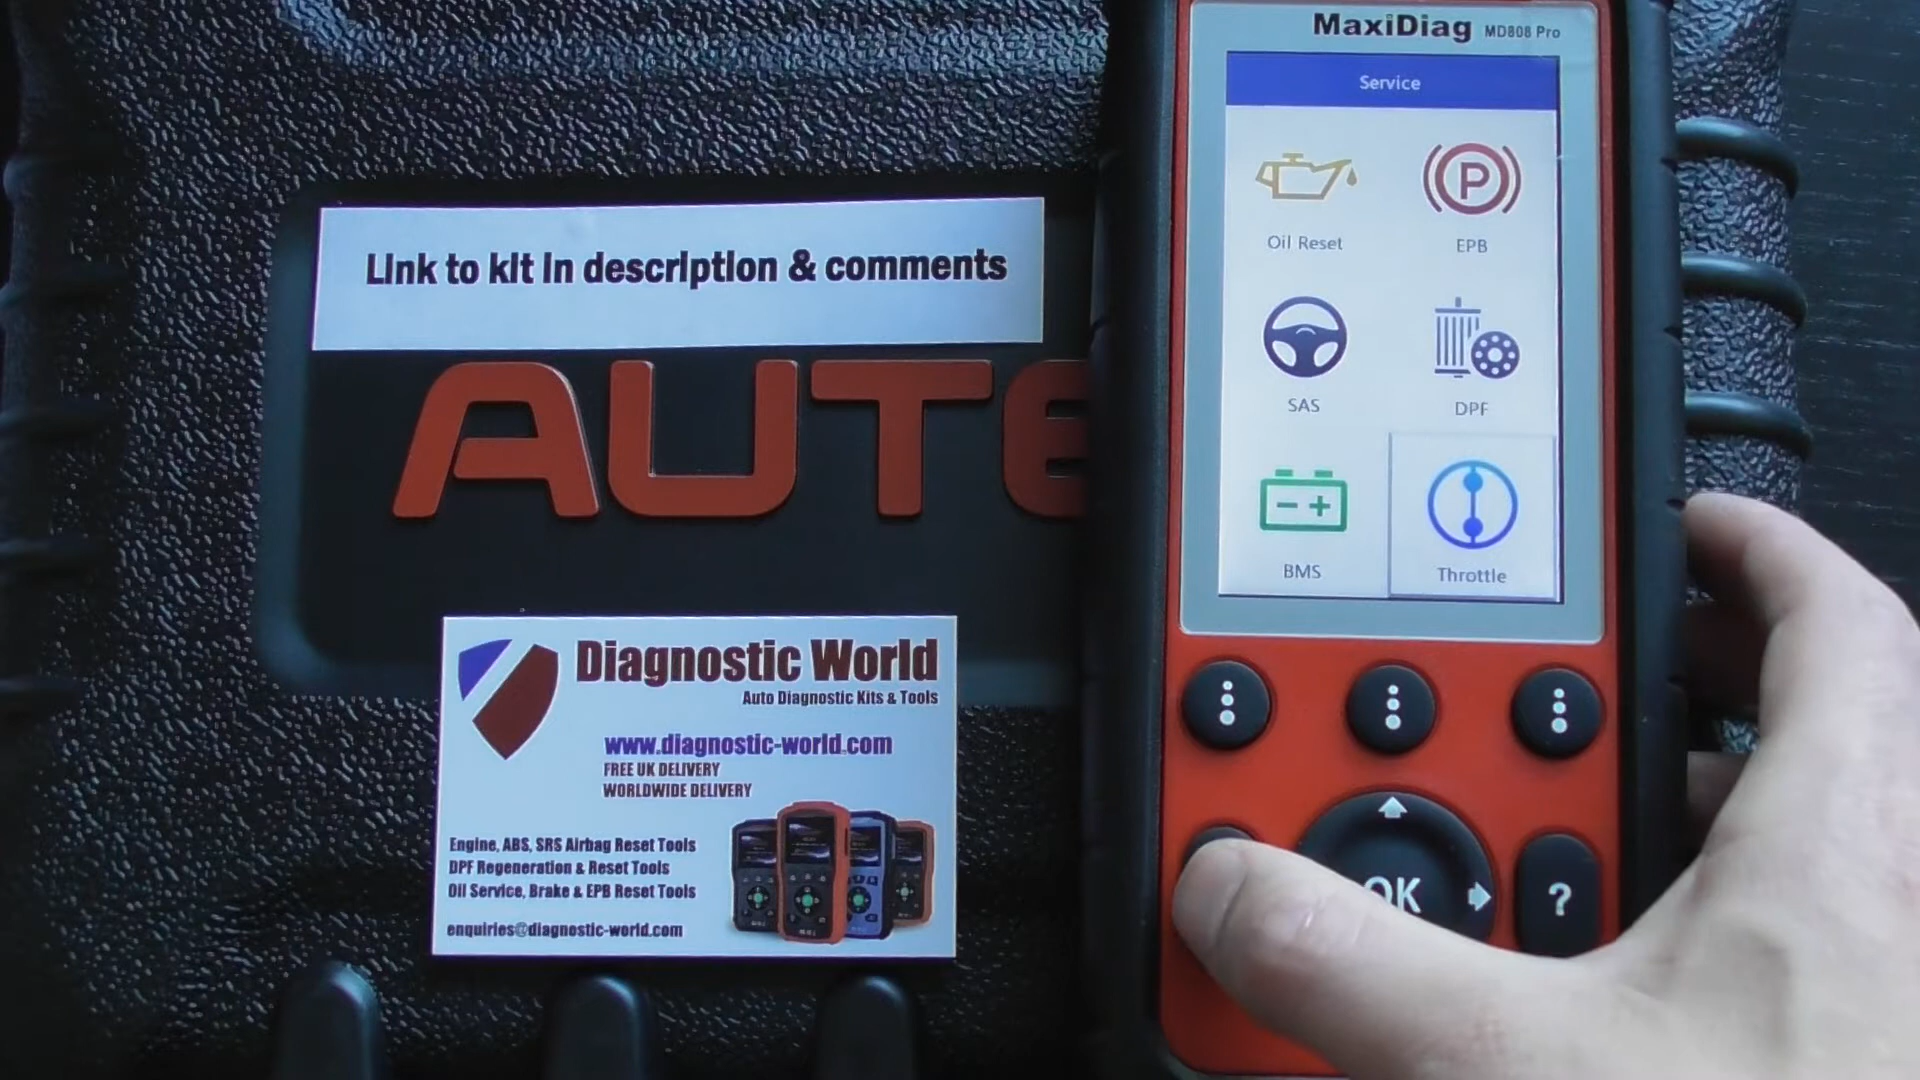 Link to kit in description & comments
AUTE
Diagnostic World
Auto Diagnostic Kits & Tools
www.diagnostic-world.com
FREE UK DELIVERY
WORLDWIDE DELIVERY
Engine, ABS, SRS Airbag Reset Tools
DPF Regeneration & Reset Tools
Oil Service, Brake & EPB Reset Tools
enquiries@diagnostic-world.com
MaxiDiag MD808 Pro
Service
P
Oil Reset EPB
SAS DPF
BMS Throttle
OK
?